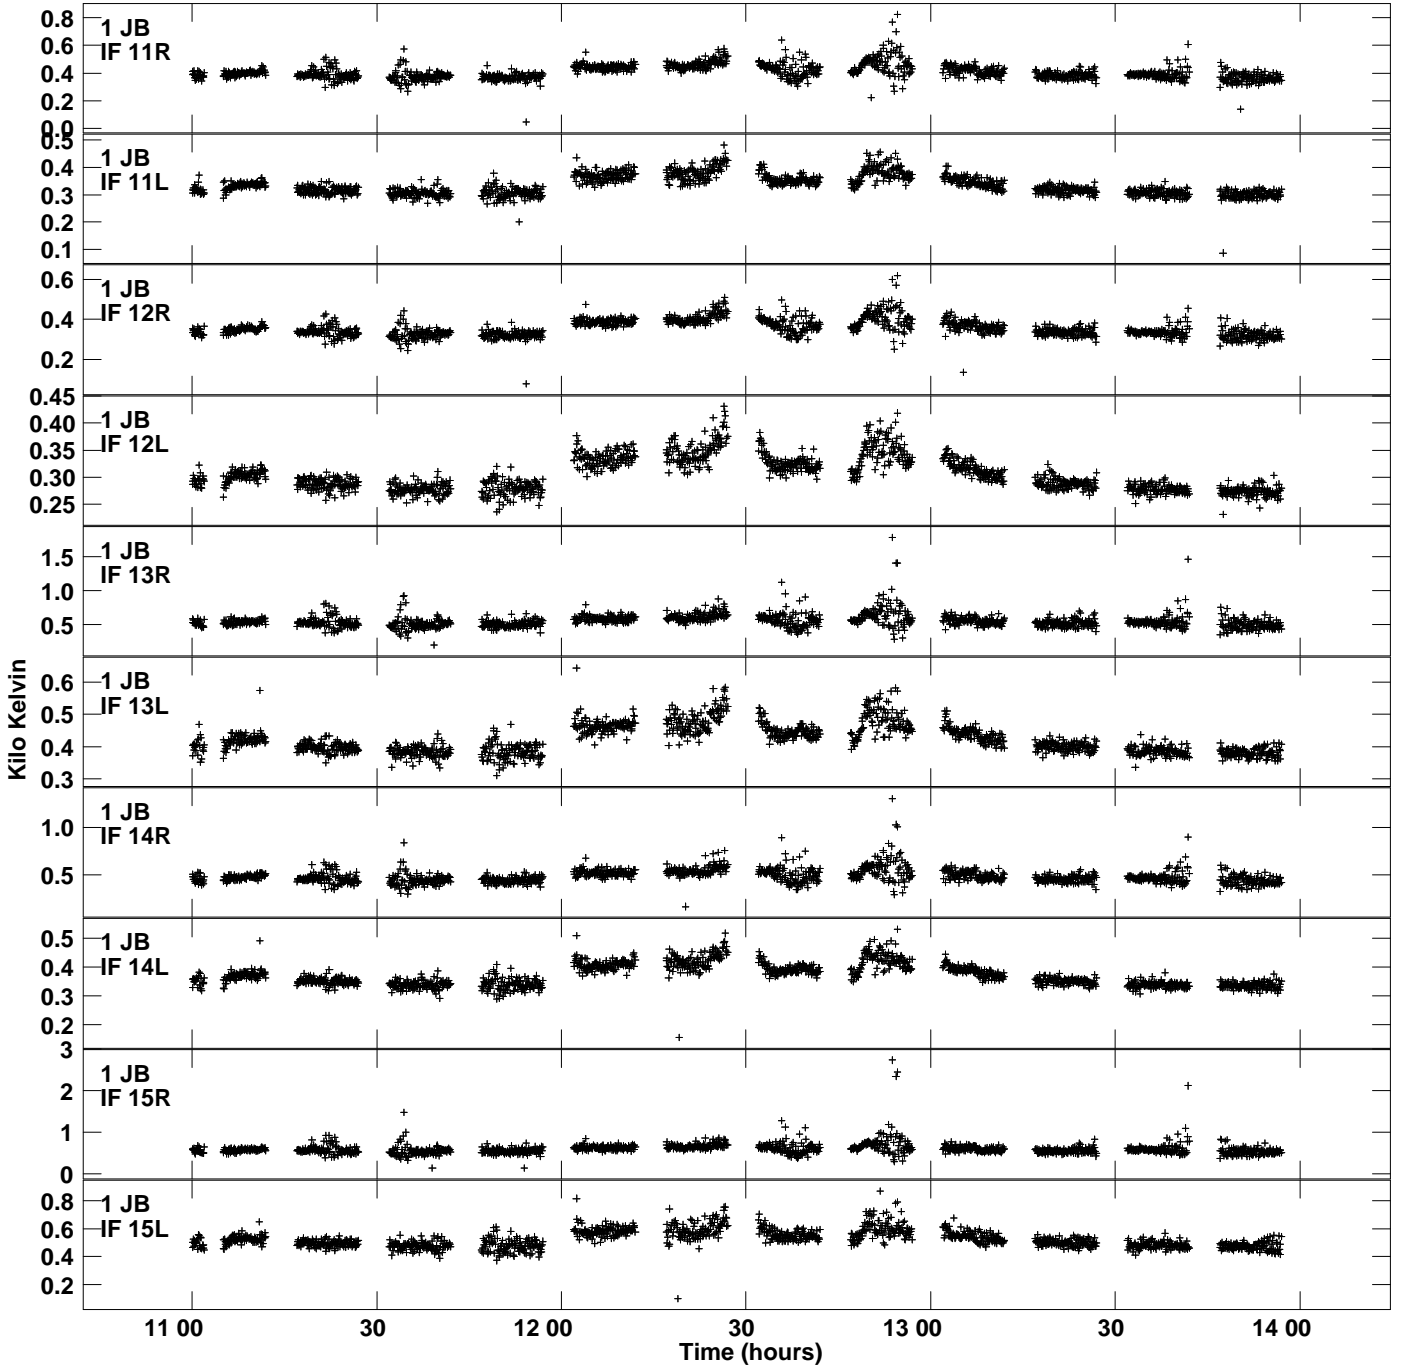 1 JB
IF 11R
0.8
0.6
0.4
0.2
0.0
1 JB
IF 11L
0.5
0.4
0.3
0.2
0.1
1 JB
IF 12R
0.6
0.4
0.2
1 JB
IF 12L
0.45
0.40
0.35
0.30
0.25
1 JB
IF 13R
1.5
1.0
0.5
1 JB
IF 13L
0.6
0.5
0.4
0.3
1 JB
IF 14R
1.0
0.5
1 JB
IF 14L
0.5
0.4
0.3
0.2
1 JB
IF 15R
3
2
1
0
1 JB
IF 15L
0.8
0.6
0.4
0.2
Kilo Kelvin
11 00 30 12 00 30 13 00 30 14 00
Time (hours)